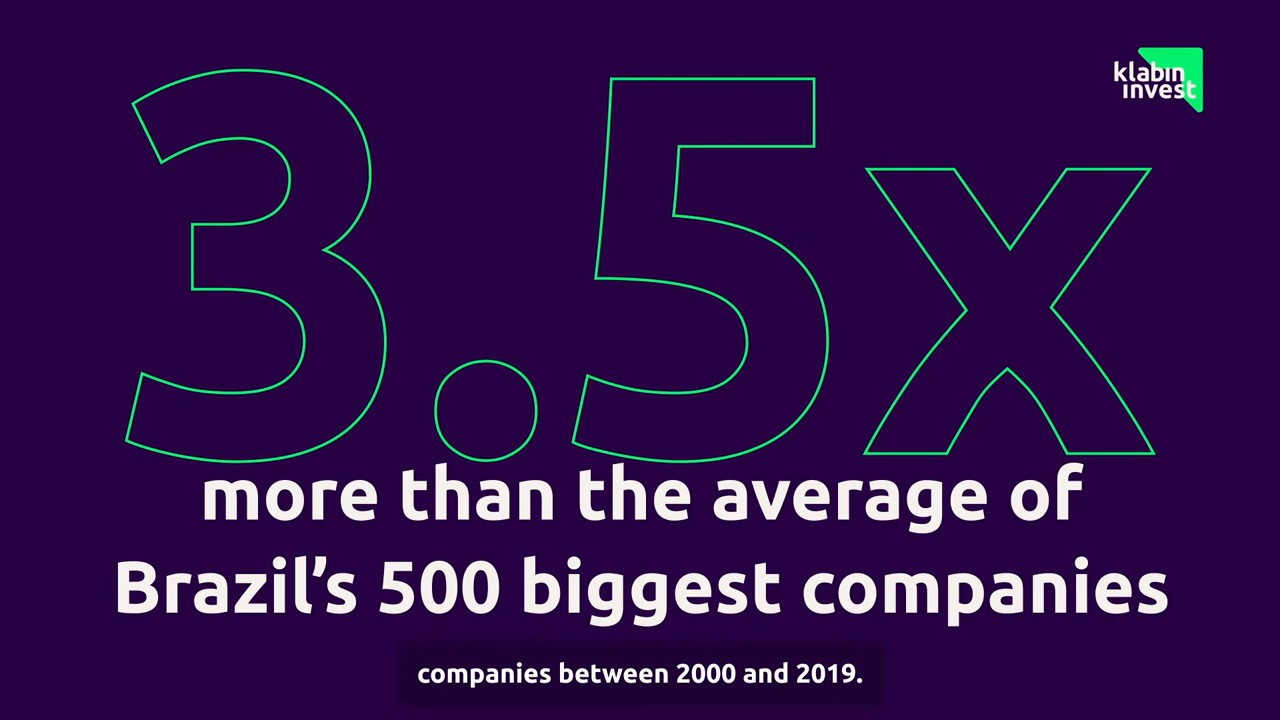 klabin
invest
3.5x
more than the average of
Brazil’s 500 biggest companies
companies between 2000 and 2019.